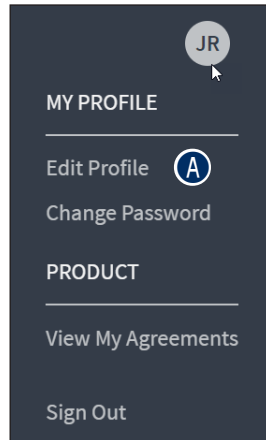 JR
MY PROFILE
Edit Profile A
Change Password
PRODUCT
View My Agreements
Sign Out